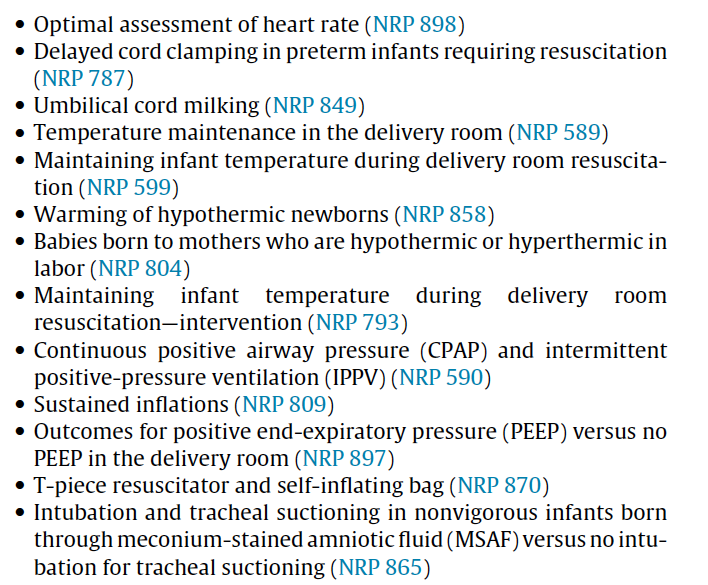 • Optimal assessment of heart rate (NRP 898)
• Delayed cord clamping in preterm infants requiring resuscitation
(NRP 787)
• Umbilical cord milking (NRP 849)
• Temperature maintenance in the delivery room (NRP 589)
• Maintaining infant temperature during delivery room resuscita-
tion (NRP 599)
• Warming of hypothermic newborns (NRP 858)
• Babies born to mothers who are hypothermic or hyperthermic in
labor (NRP 804)
• Maintaining infant temperature during delivery room
resuscitation—intervention (NRP 793)
• Continuous positive airway pressure (CPAP) and intermittent
positive-pressure ventilation (IPPV) (NRP 590)
• Sustained inflations (NRP 809)
• Outcomes for positive end-expiratory pressure (PEEP) versus no
PEEP in the delivery room (NRP 897)
• T-piece resuscitator and self-inflating bag (NRP 870)
• Intubation and tracheal suctioning in nonvigorous infants born
through meconium-stained amniotic fluid (MSAF) versus no intu-
bation for tracheal suctioning (NRP 865)